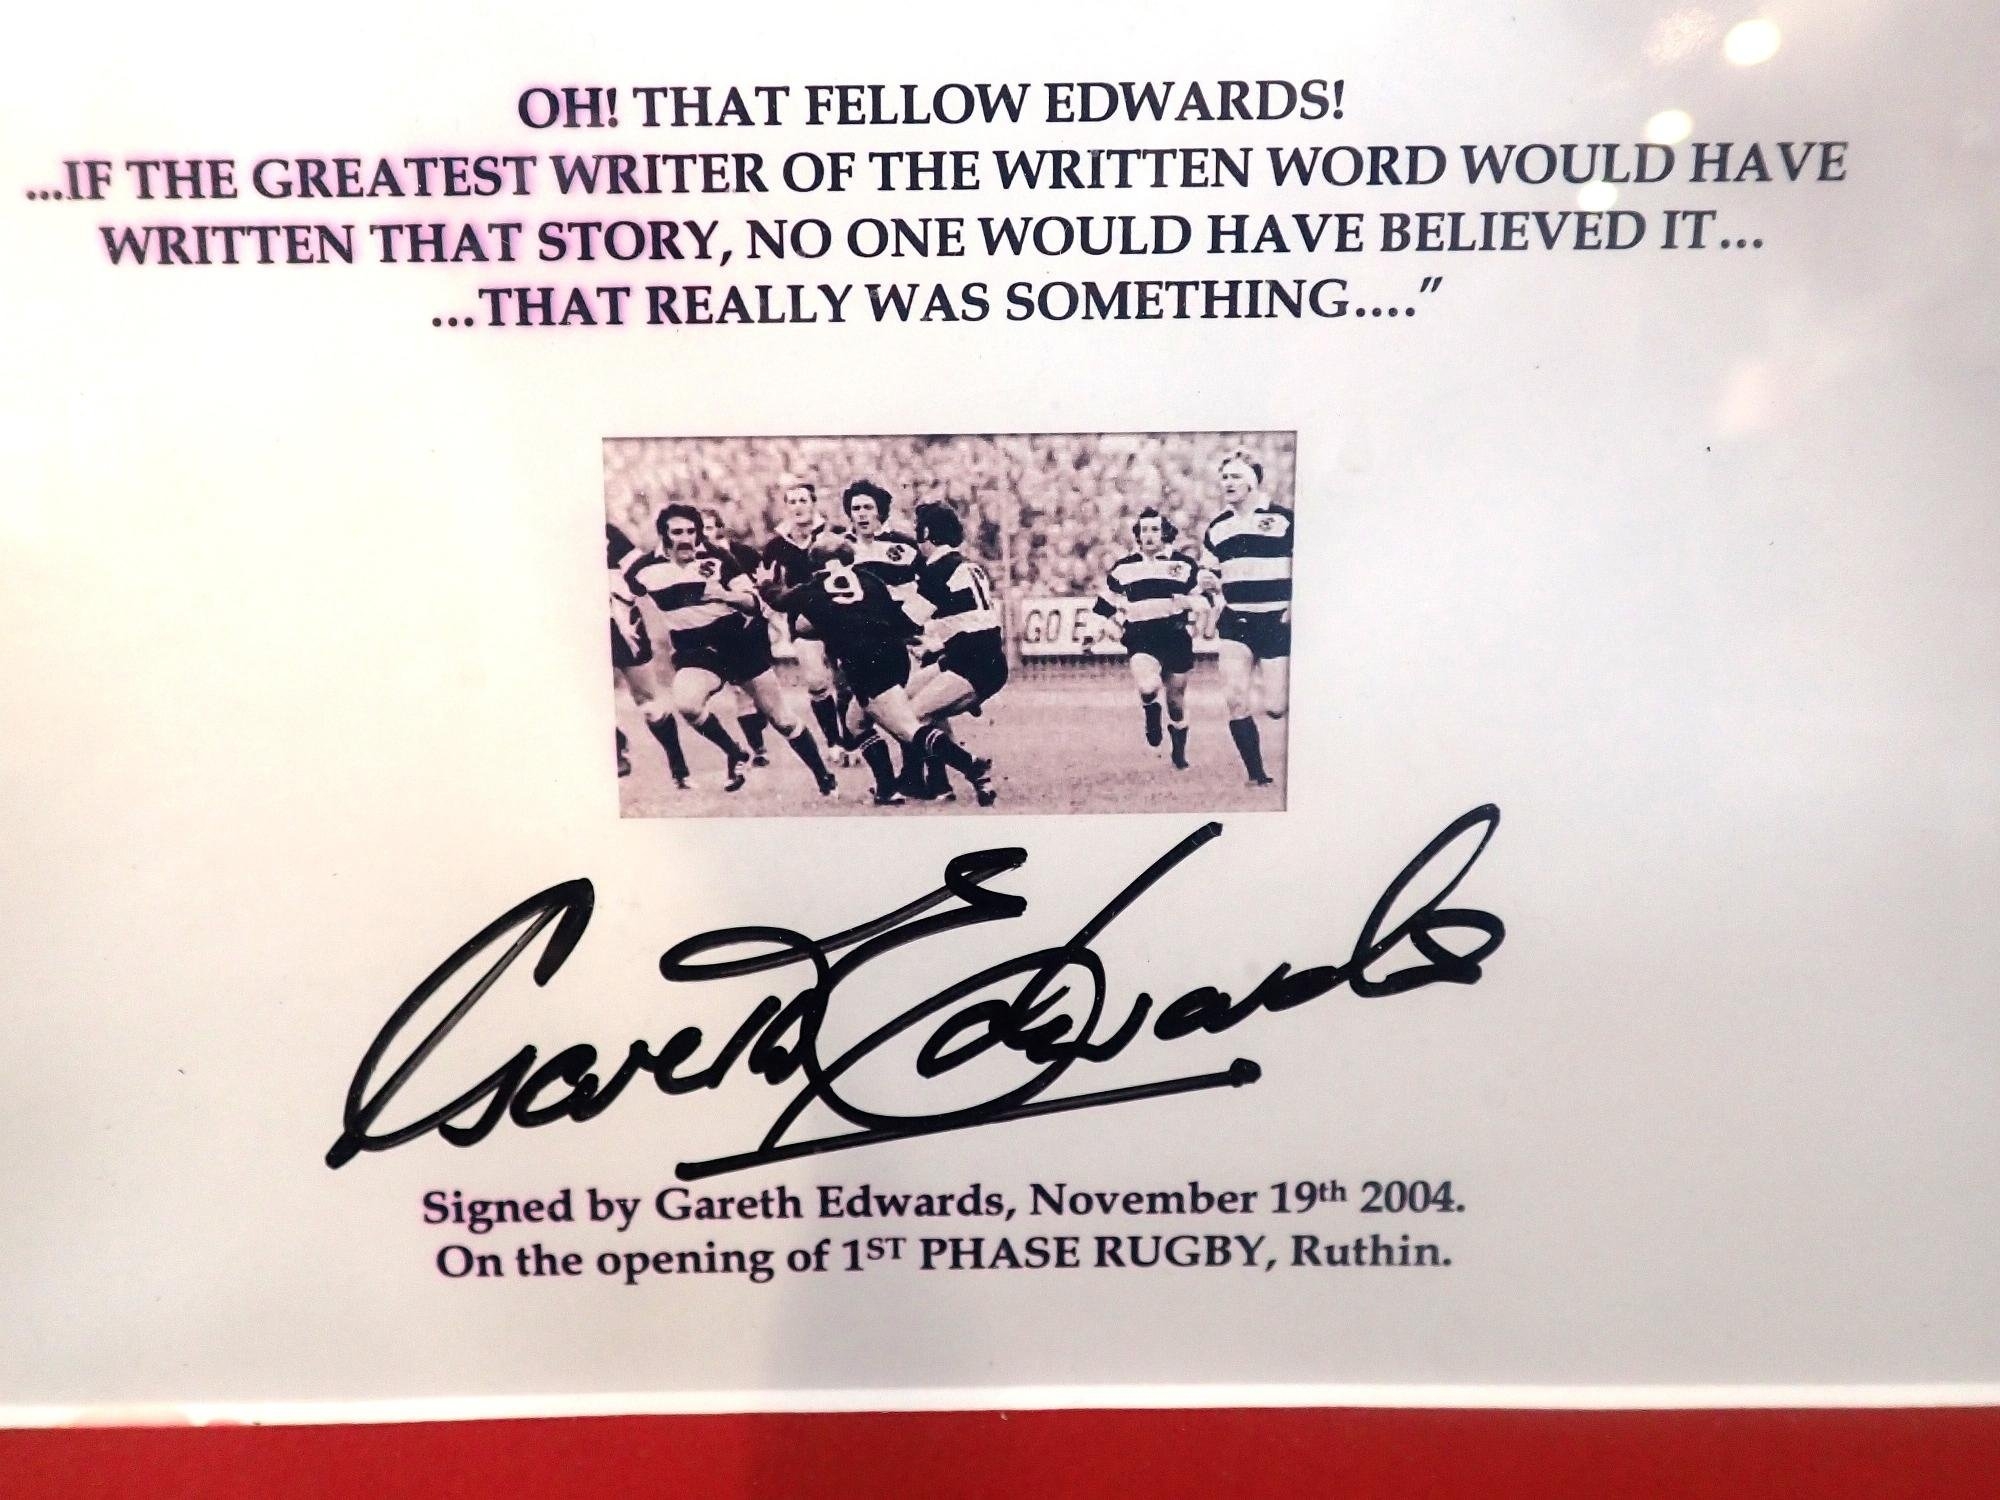 OH! THAT FELLOW EDWARDS!
...IF THE GREATEST WRITER OF THE WRITTEN WORD WOULD HAVE
WRITTEN THAT STORY, NO ONE WOULD HAVE BELIEVED IT...
...THAT REALLY WAS SOMETHING....”
9
GO
Gareth Edwards
Signed by Gareth Edwards, November 19th 2004.
On the opening of 1ST PHASE RUGBY, Ruthin.